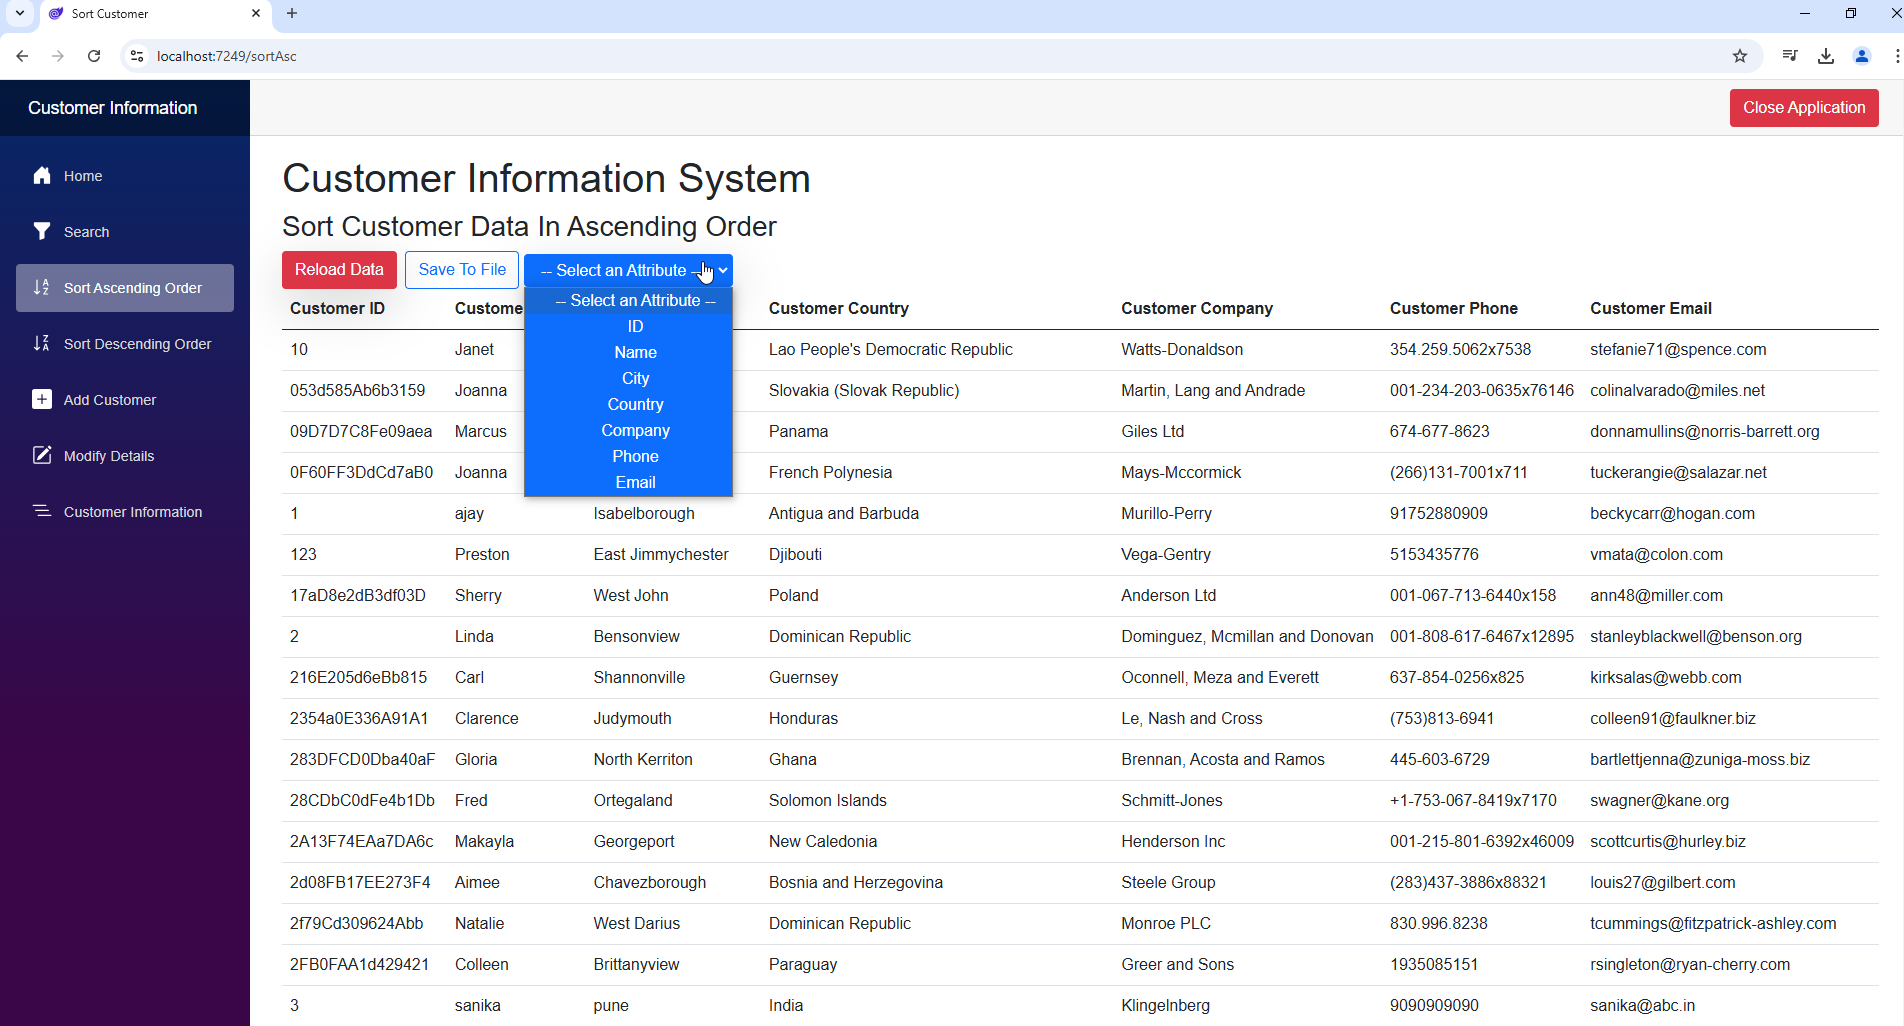 Sort Customer
localhost:7249/sortAsc
Customer Information
Close Application
Home
Search
Sort Ascending Order
Sort Descending Order
Add Customer
Modify Details
Customer Information
Customer Information System
Sort Customer Data In Ascending Order
Reload Data Save To File -- Select an Attribute --
-- Select an Attribute --
ID
Name
City
Country
Company
Phone
Email
Customer ID Custome Customer Country Customer Company Customer Phone Customer Email
10 Janet Lao People's Democratic Republic Watts-Donaldson 354.259.5062x7538 stefanie71@spence.com
053d585Ab6b3159 Joanna Slovakia (Slovak Republic) Martin, Lang and Andrade 001-234-203-0635x76146 colinalvarado@miles.net
09D7D7C8Fe09aea Marcus Panama Giles Ltd 674-677-8623 donnamullins@norris-barrett.org
0F60FF3DdCd7aB0 Joanna French Polynesia Mays-Mccormick (266)131-7001x711 tuckerangie@salazar.net
1 ajay Isabelborough Antigua and Barbuda Murillo-Perry 91752880909 beckycarr@hogan.com
123 Preston East Jimmychester Djibouti Vega-Gentry 5153435776 vmata@colon.com
17aD8e2dB3df03D Sherry West John Poland Anderson Ltd 001-067-713-6440x158 ann48@miller.com
2 Linda Bensonview Dominican Republic Dominguez, Mcmillan and Donovan 001-808-617-6467x12895 stanleyblackwell@benson.org
216E205d6eBb815 Carl Shannonville Guernsey Oconnell, Meza and Everett 637-854-0256x825 kirksalas@webb.com
2354a0E336A91A1 Clarence Judymouth Honduras Le, Nash and Cross (753)813-6941 colleen91@faulkner.biz
283DFCD0Dba40aF Gloria North Kerriton Ghana Brennan, Acosta and Ramos 445-603-6729 bartlettjenna@zuniga-moss.biz
28CDbC0dFe4b1Db Fred Ortegaland Solomon Islands Schmitt-Jones +1-753-067-8419x7170 swagner@kane.org
2A13F74EAa7DA6c Makayla Georgeport New Caledonia Henderson Inc 001-215-801-6392x46009 scottcurtis@hurley.biz
2d08FB17EE273F4 Aimee Chavezborough Bosnia and Herzegovina Steele Group (283)437-3886x88321 louis27@gilbert.com
2f79Cd309624Abb Natalie West Darius Dominican Republic Monroe PLC 830.996.8238 tcummings@fitzpatrick-ashley.com
2FB0FAA1d429421 Colleen Brittanyview Paraguay Greer and Sons 1935085151 rsingleton@ryan-cherry.com
3 sanika pune India Klingelnberg 9090909090 sanika@abc.in